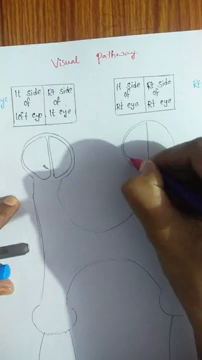 Visual pathway
lt side of left eye
Rt side of lt eye
lt side of Rt eye
Rt side of Rt eye
Rt